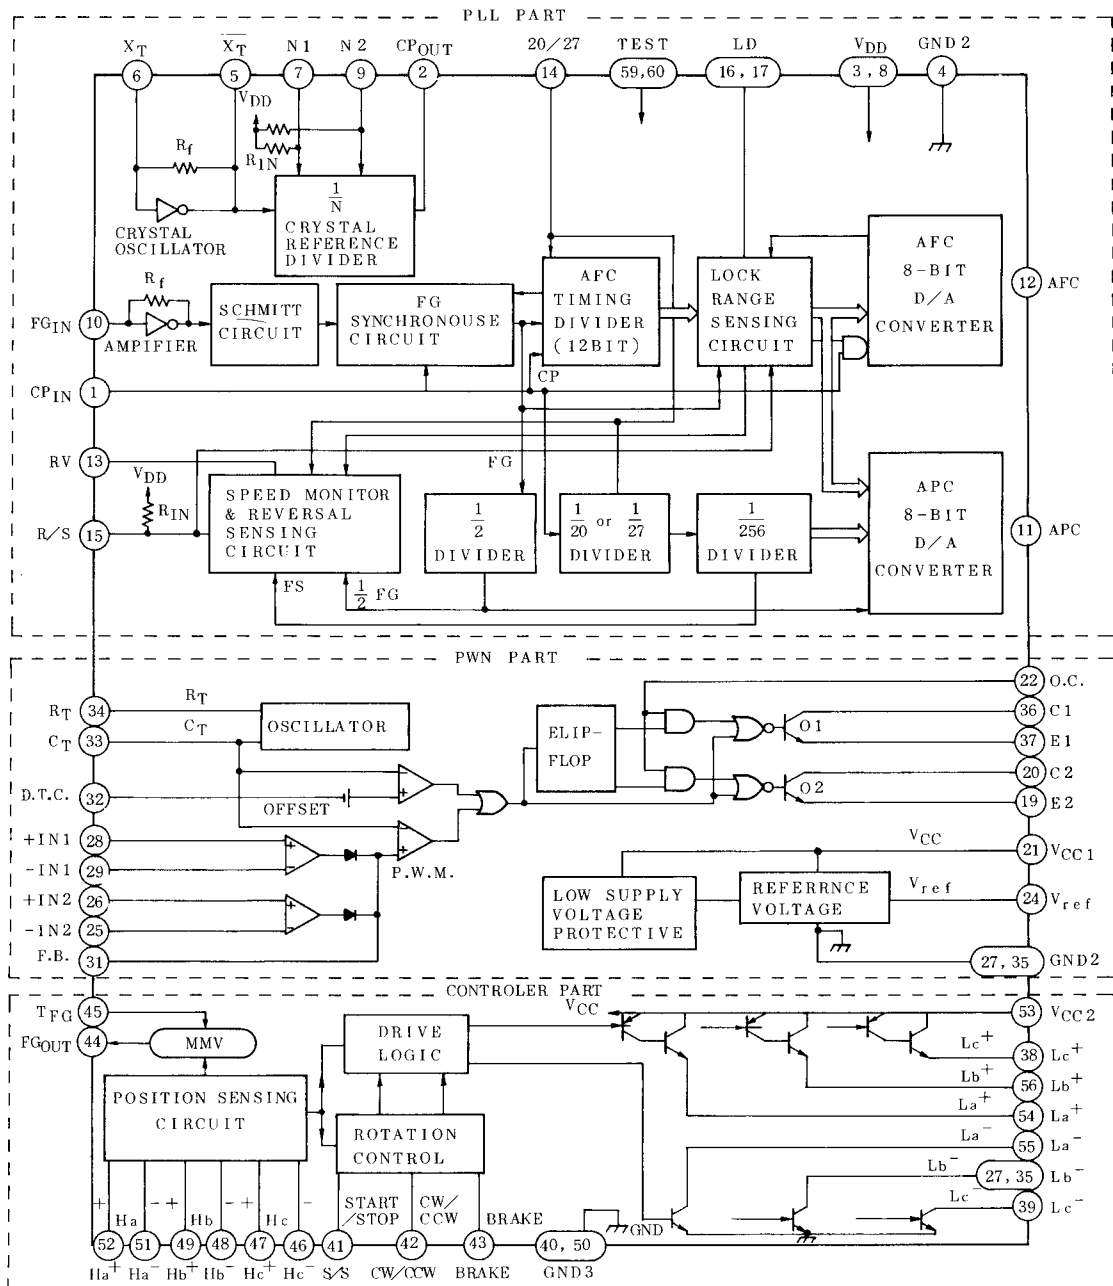 PLL PART
XT
XT
N1
N2
CPOUT
20/27
TEST
LD
VDD
GND2
6
5
7
9
2
14
59,60
16, 17
3, 8
4
VDD
Rf
RIN
1/N
CRYSTAL
REFERENCE
DIVIDER
CRYSTAL
OSCILLATOR
Rf
FGIN
10
AMPIFIER
SCHMITT
CIRCUIT
FG
SYNCHRONOUSE
CIRCUIT
AFC
TIMING
DIVIDER
(12BIT)
LOCK
RANGE
SENSING
CIRCUIT
AFC
8-BIT
D/A
CONVERTER
12
AFC
CPIN
1
CP
RV
13
VDD
RIN
R/S
15
SPEED MONITOR
& REVERSAL
SENSING
CIRCUIT
FG
1/2
DIVIDER
1/20 or 1/27
DIVIDER
1/256
DIVIDER
APC
8-BIT
D/A
CONVERTER
11
APC
FS
1/2 FG
PWN PART
RT
34
RT
OSCILLATOR
CT
33
CT
D.T.C.
32
OFFSET
+IN1
28
-IN1
29
+IN2
26
-1N2
25
F.B.
31
P.W.M.
ELIP-
FLOP
O1
O2
22
O.C.
36
C1
37
E1
20
C2
19
E2
VCC
21
VCC1
LOW SUPPLY
VOLTAGE
PROTECTIVE
REFERRNCE
VOLTAGE
Vref
24
Vref
27, 35
GND2
CONTROLER PART
TFG
45
FGOUT
44
MMV
DRIVE
LOGIC
POSITION SENSING
CIRCUIT
ROTATION
CONTROL
VCC
53
VCC2
Lc+
38
Lc+
Lb+
56
Lb+
La+
54
La+
La-
55
La-
Lb-
27, 35
Lb-
Lc-
39
Lc-
+ Ha -
+ Hb -
+ Hc -
START
/STOP
CW/
CCW
BRAKE
GND
52
51
49
48
47
46
41
42
43
40, 50
Ha+
Ha-
Hb+
Hb-
Hc+
Hc-
S/S
CW/CCW
BRAKE
GND3